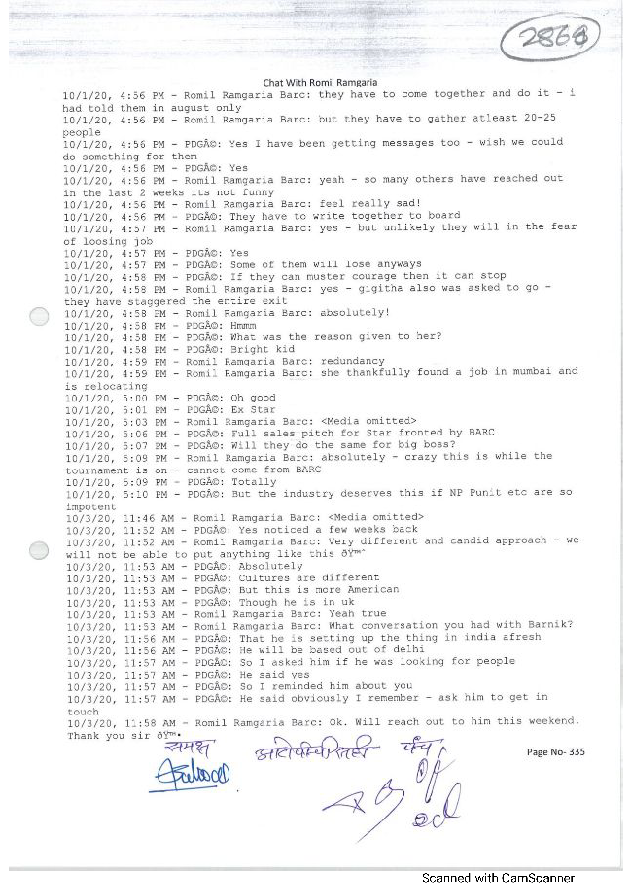 2868
Chat With Romi Ramgaria
10/1/20, 4:56 PM - Romil Ramgaria Barc: they have to come together and do it - i
had told them in august only
10/1/20, 4:56 PM - Romil Ramgaria Barc: but they have to gather atleast 20-25
people
10/1/20, 4:56 PM - PDGÃ©: Yes I have been getting messages too - wish we could
do something for then
10/1/20, 4:56 PM - PDGÃ©: Yes
10/1/20, 4:56 PM - Romil Ramgaria Barc: yeah - so many others have reached out
in the last 2 weeks its not funny
10/1/20, 4:56 PM - Romil Ramgaria Barc: feel really sad!
10/1/20, 4:56 PM - PDGÃ©: They have to write together to board
10/1/20, 4:57 PM - Romil Ramgaria Barc: yes - but unlikely they will in the fear
of loosing job
10/1/20, 4:57 PM - PDGÃ©: Yes
10/1/20, 4:57 PM - PDGÃ©: Some of them will lose anyways
10/1/20, 4:58 PM - PDGÃ©: If they can muster courage then it can stop
10/1/20, 4:58 PM - Romil Ramgaria Barc: yes - gigitha also was asked to go -
they have staggered the entire exit
10/1/20, 4:58 PM - Romil Ramgaria Barc: absolutely!
10/1/20, 4:58 PM - PDGÃ©: Hmmm
10/1/20, 4:58 PM - PDGÃ©: What was the reason given to her?
10/1/20, 4:58 PM - PDGÃ©: Bright kid
10/1/20, 4:59 PM - Romil Ramgaria Barc: redundancy
10/1/20, 4:59 PM - Romil Ramgaria Barc: she thankfully found a job in mumbai and
is relocating
10/1/20, 5:00 PM - PDGÃ©: Oh good
10/1/20, 5:01 PM - PDGÃ©: Ex Star
10/1/20, 5:03 PM - Romil Ramgaria Barc: <Media omitted>
10/1/20, 5:06 PM - PDGÃ©: Full sales pitch for Star fronted by BARC
10/1/20, 5:07 PM - PDGÃ©: Will they do the same for big boss?
10/1/20, 5:09 PM - Romil Ramgaria Barc: absolutely - crazy this is while the
tournament is on - cannot come from BARC
10/1/20, 5:09 PM - PDGÃ©: Totally
10/1/20, 5:10 PM - PDGÃ©: But the industry deserves this if NP Punit etc are so
impotent
10/3/20, 11:46 AM - Romil Ramgaria Barc: <Media omitted>
10/3/20, 11:52 AM - PDGÃ©: Yes noticed a few weeks back
10/3/20, 11:52 AM - Romil Ramgaria Barc: Very different and candid approach - we
will not be able to put anything like this ðŸ™ˆ
10/3/20, 11:53 AM - PDGÃ©: Absolutely
10/3/20, 11:53 AM - PDGÃ©: Cultures are different
10/3/20, 11:53 AM - PDGÃ©: But this is more American
10/3/20, 11:53 AM - PDGÃ©: Though he is in uk
10/3/20, 11:53 AM - Romil Ramgaria Barc: Yeah true
10/3/20, 11:53 AM - Romil Ramgaria Barc: What conversation you had with Barnik?
10/3/20, 11:56 AM - PDGÃ©: That he is setting up the thing in india afresh
10/3/20, 11:56 AM - PDGÃ©: He will be based out of delhi
10/3/20, 11:57 AM - PDGÃ©: So I asked him if he was looking for people
10/3/20, 11:57 AM - PDGÃ©: He said yes
10/3/20, 11:57 AM - PDGÃ©: So I reminded him about you
10/3/20, 11:57 AM - PDGÃ©: He said obviously I remember - ask him to get in
touch
10/3/20, 11:58 AM - Romil Ramgaria Barc: Ok. Will reach out to him this weekend.
Thank you sir ðŸ™•
समक्ष पंच
Page No- 335
Scanned with CamScanner